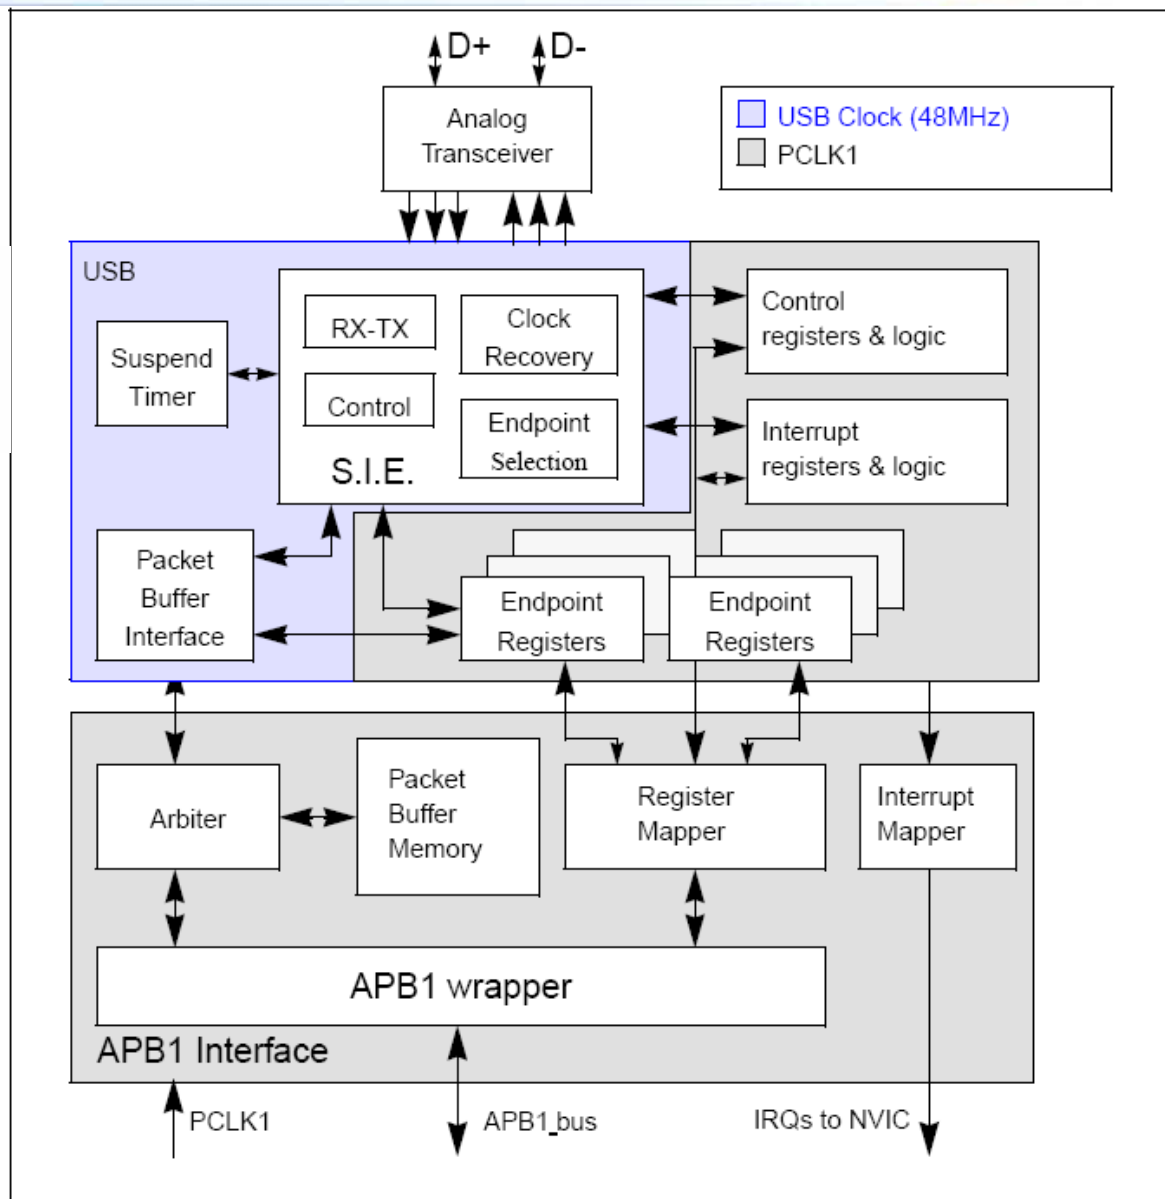 D+
D-
Analog
Transceiver
USB Clock (48MHz)
PCLK1
USB
Suspend
Timer
RX-TX
Control
Clock
Recovery
Endpoint
Selection
S.I.E.
Control
registers & logic
Interrupt
registers & logic
Packet
Buffer
Interface
Endpoint
Registers
Endpoint
Registers
Arbiter
Packet
Buffer
Memory
Register
Mapper
Interrupt
Mapper
APB1 wrapper
APB1 Interface
PCLK1
APB1_bus
IRQs to NVIC